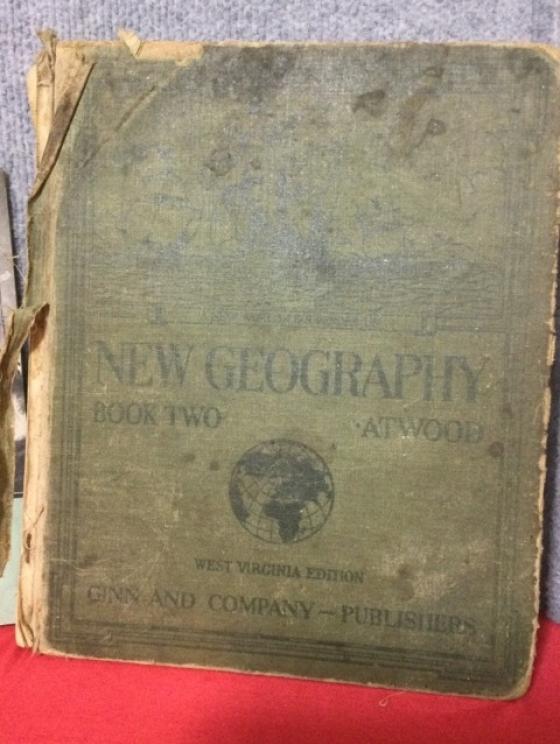 NEW GEOGRAPHY
BOOK TWO ·ATWOOD
WEST VIRGINIA EDITION
GINN AND COMPANY — PUBLISHERS